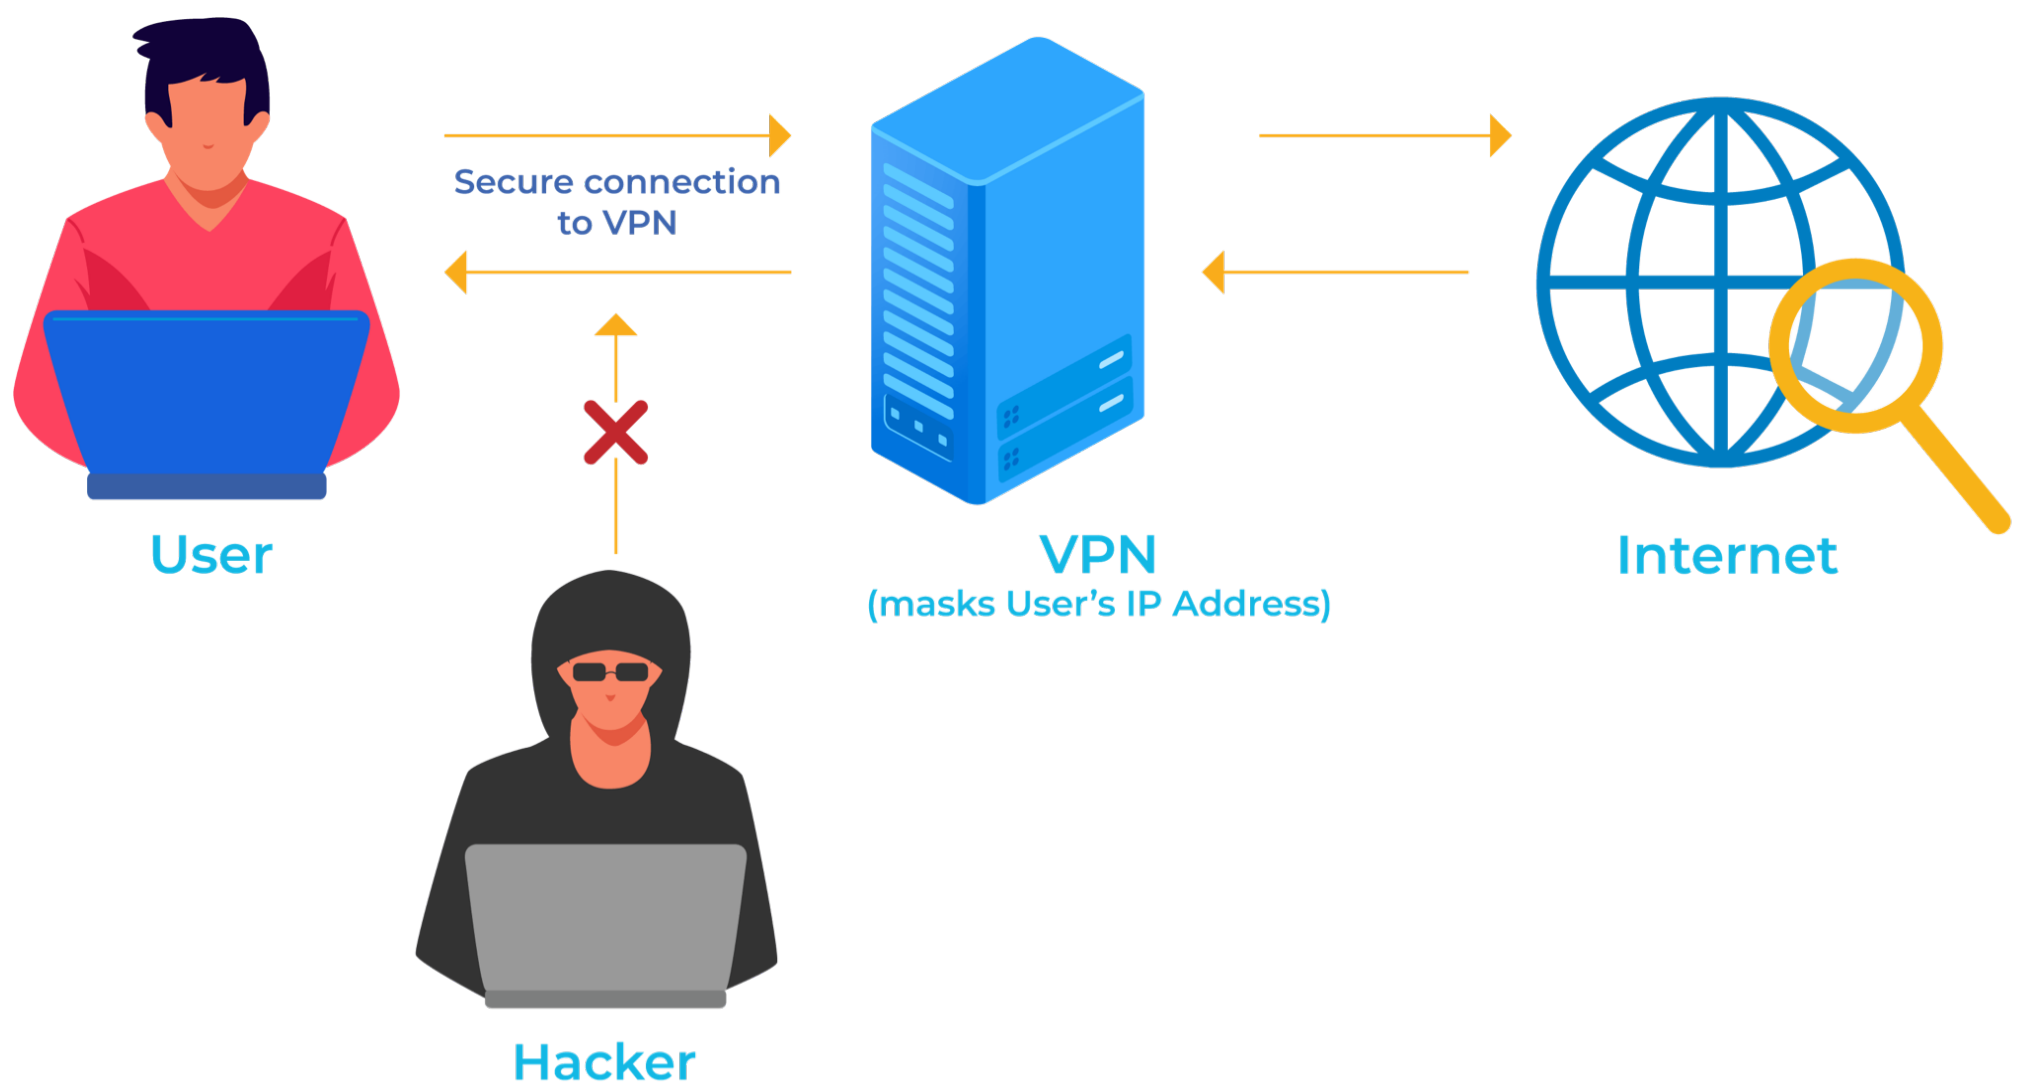 Secure connection
to VPN
User
VPN
(masks User’s IP Address)
Internet
Hacker